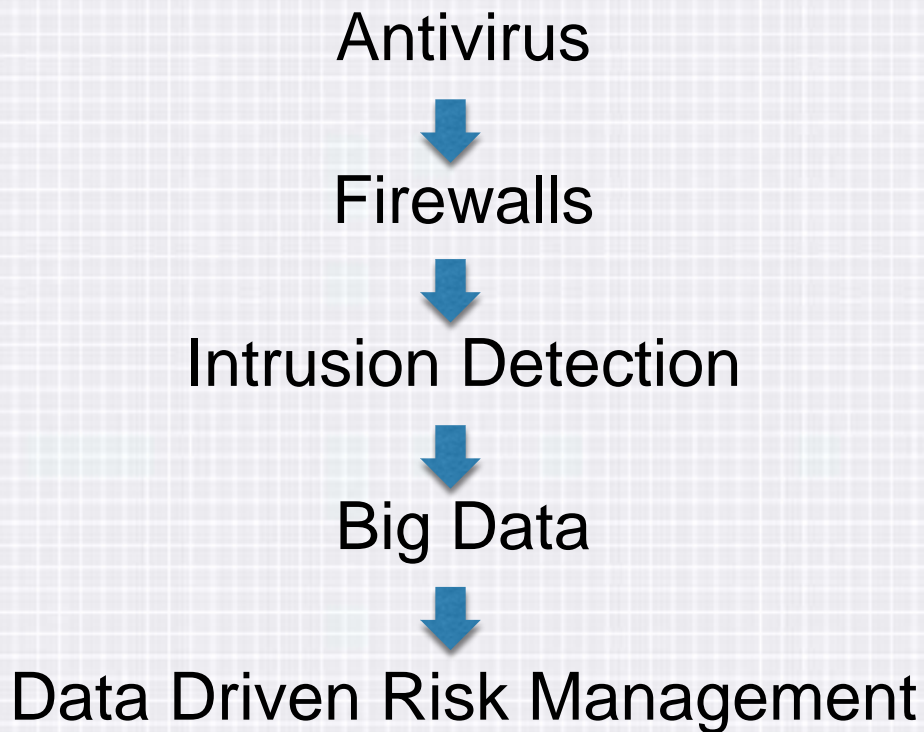 Antivirus
Firewalls
Intrusion Detection
Big Data
Data Driven Risk Management